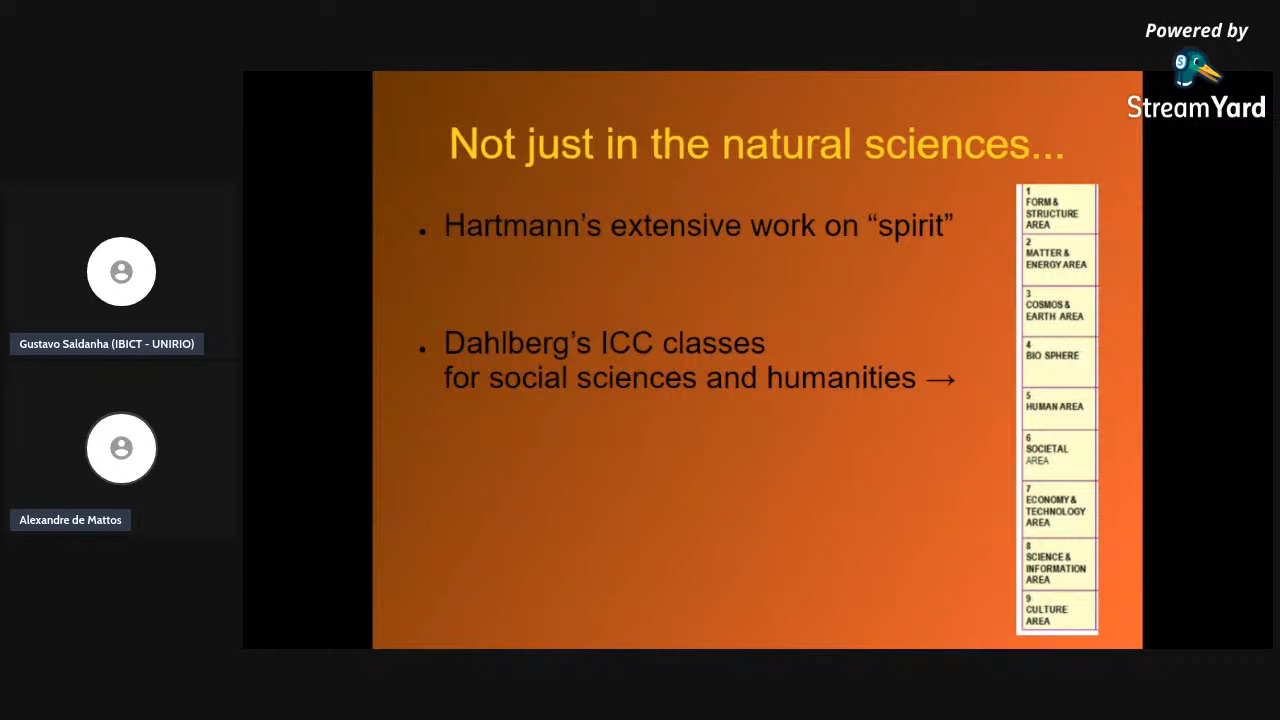 Powered by
StreamYard
Not just in the natural sciences...
• Hartmann’s extensive work on “spirit”
• Dahlberg’s ICC classes
for social sciences and humanities →
1
FORM &
STRUCTURE
AREA
2
MATTER &
ENERGY AREA
3
COSMOS &
EARTH AREA
4
BIO SPHERE
5
HUMAN AREA
6
SOCIETAL
AREA
7
ECONOMY &
TECHNOLOGY
AREA
8
SCIENCE &
INFORMATION
AREA
9
CULTURE
AREA
Gustavo Saldanha (IBICT - UNIRIO)
Alexandre de Mattos